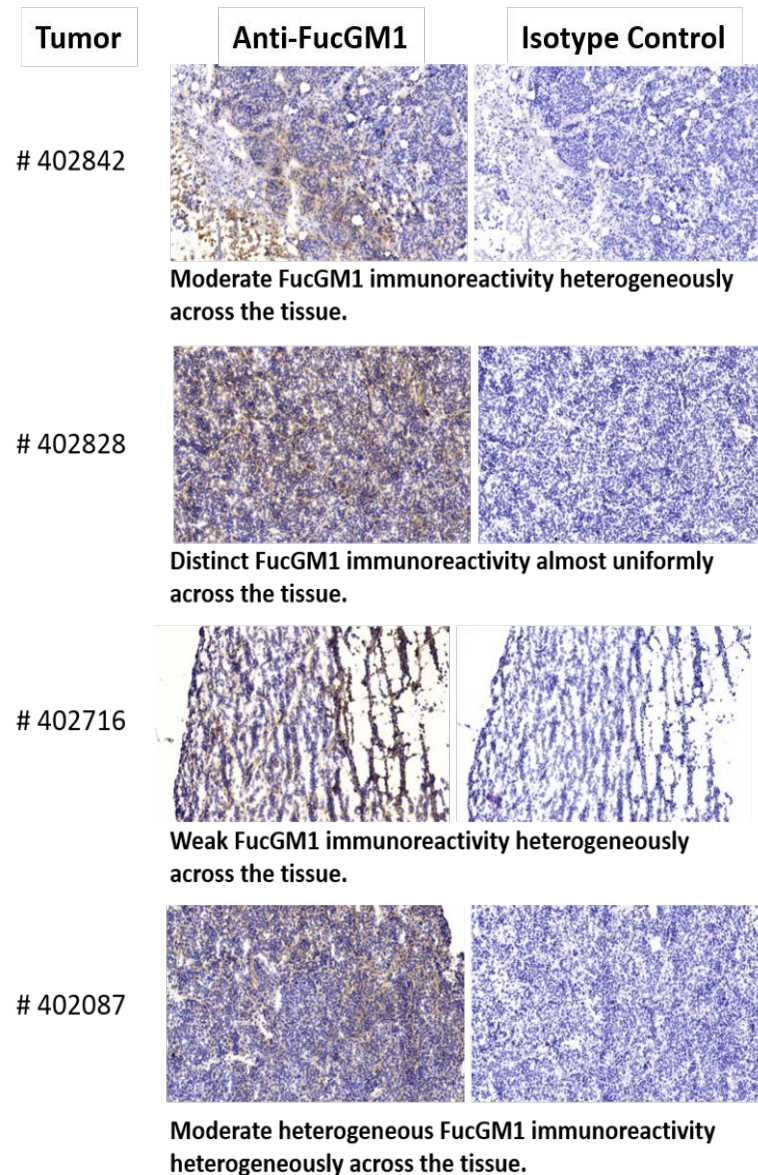 Tumor
Anti-FucGM1
Isotype Control
# 402842
Moderate FucGM1 immunoreactivity heterogeneously
across the tissue.
# 402828
Distinct FucGM1 immunoreactivity almost uniformly
across the tissue.
# 402716
Weak FucGM1 immunoreactivity heterogeneously
across the tissue.
# 402087
Moderate heterogeneous FucGM1 immunoreactivity
heterogeneously across the tissue.